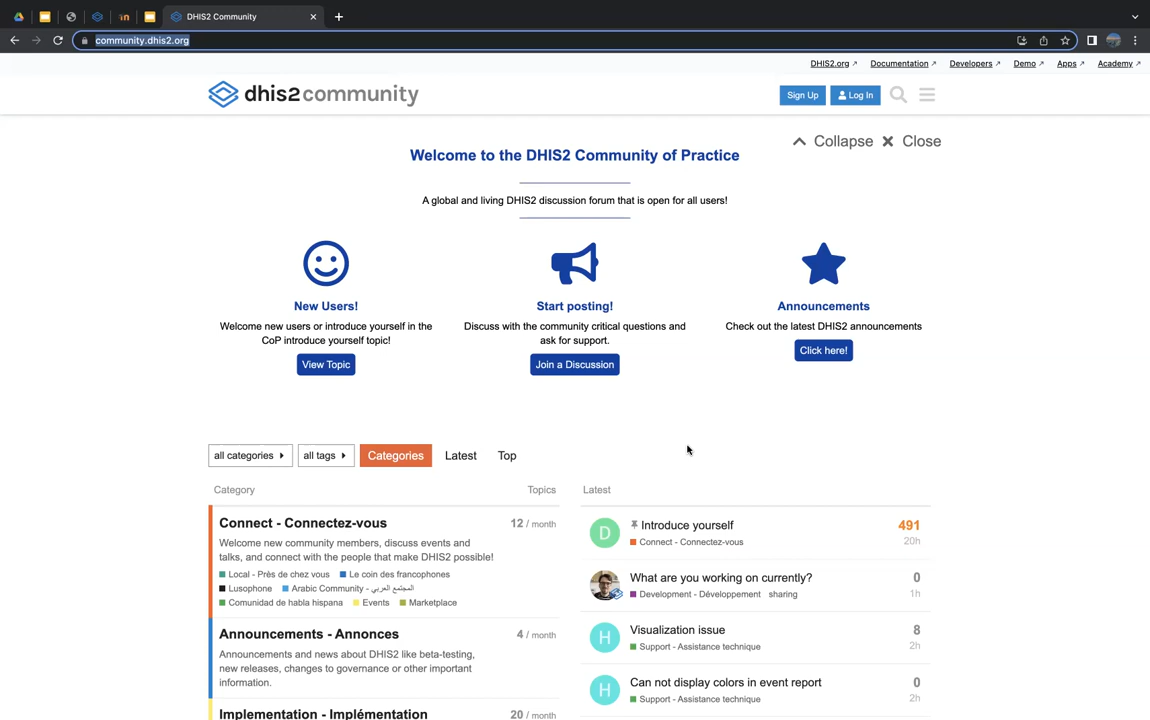 DHIS2 Community
community.dhis2.org
DHIS2.org ↗ Documentation ↗ Developers ↗ Demo ↗ Apps ↗ Academy ↗
dhis2community
Sign Up Log In
Collapse Close
Welcome to the DHIS2 Community of Practice
A global and living DHIS2 discussion forum that is open for all users!
New Users!
Welcome new users or introduce yourself in the
CoP introduce yourself topic!
View Topic
Start posting!
Discuss with the community critical questions and
ask for support.
Join a Discussion
Announcements
Check out the latest DHIS2 announcements
Click here!
all categories all tags Categories Latest Top
Category Topics
Connect - Connectez-vous 12 / month
Welcome new community members, discuss events and
talks, and connect with the people that make DHIS2 possible!
Local - Près de chez vous Le coin des francophones
Lusophone Arabic Community - المجتمع العربي
Comunidad de habla hispana Events Marketplace
Announcements - Annonces 4 / month
Announcements and news about DHIS2 like beta-testing,
new releases, changes to governance or other important
information.
Implementation - Implémentation 20 / month
Latest
D Introduce yourself 491
Connect - Connectez-vous 20h
What are you working on currently? 0
Development - Développement sharing 1h
H Visualization issue 8
Support - Assistance technique 2h
H Can not display colors in event report 0
Support - Assistance technique 2h